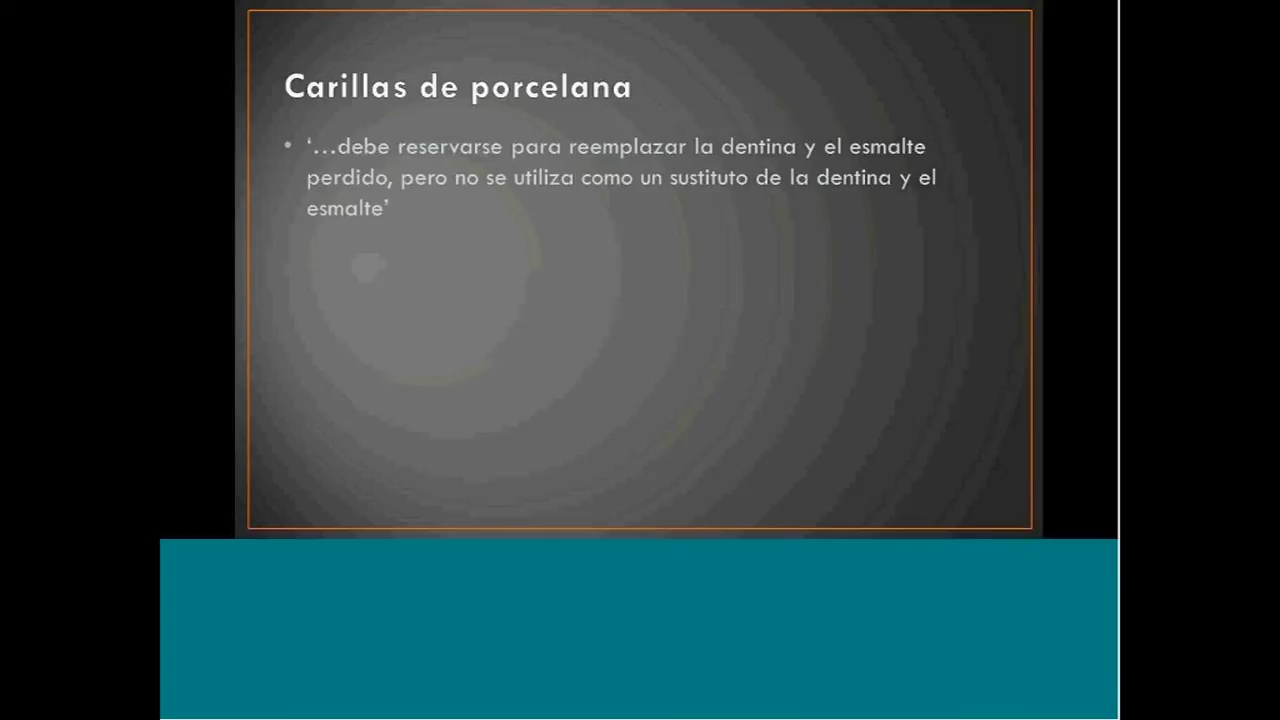 Carillas de porcelana
• ‘...debe reservarse para reemplazar la dentina y el esmalte
perdido, pero no se utiliza como un sustituto de la dentina y el
esmalte’